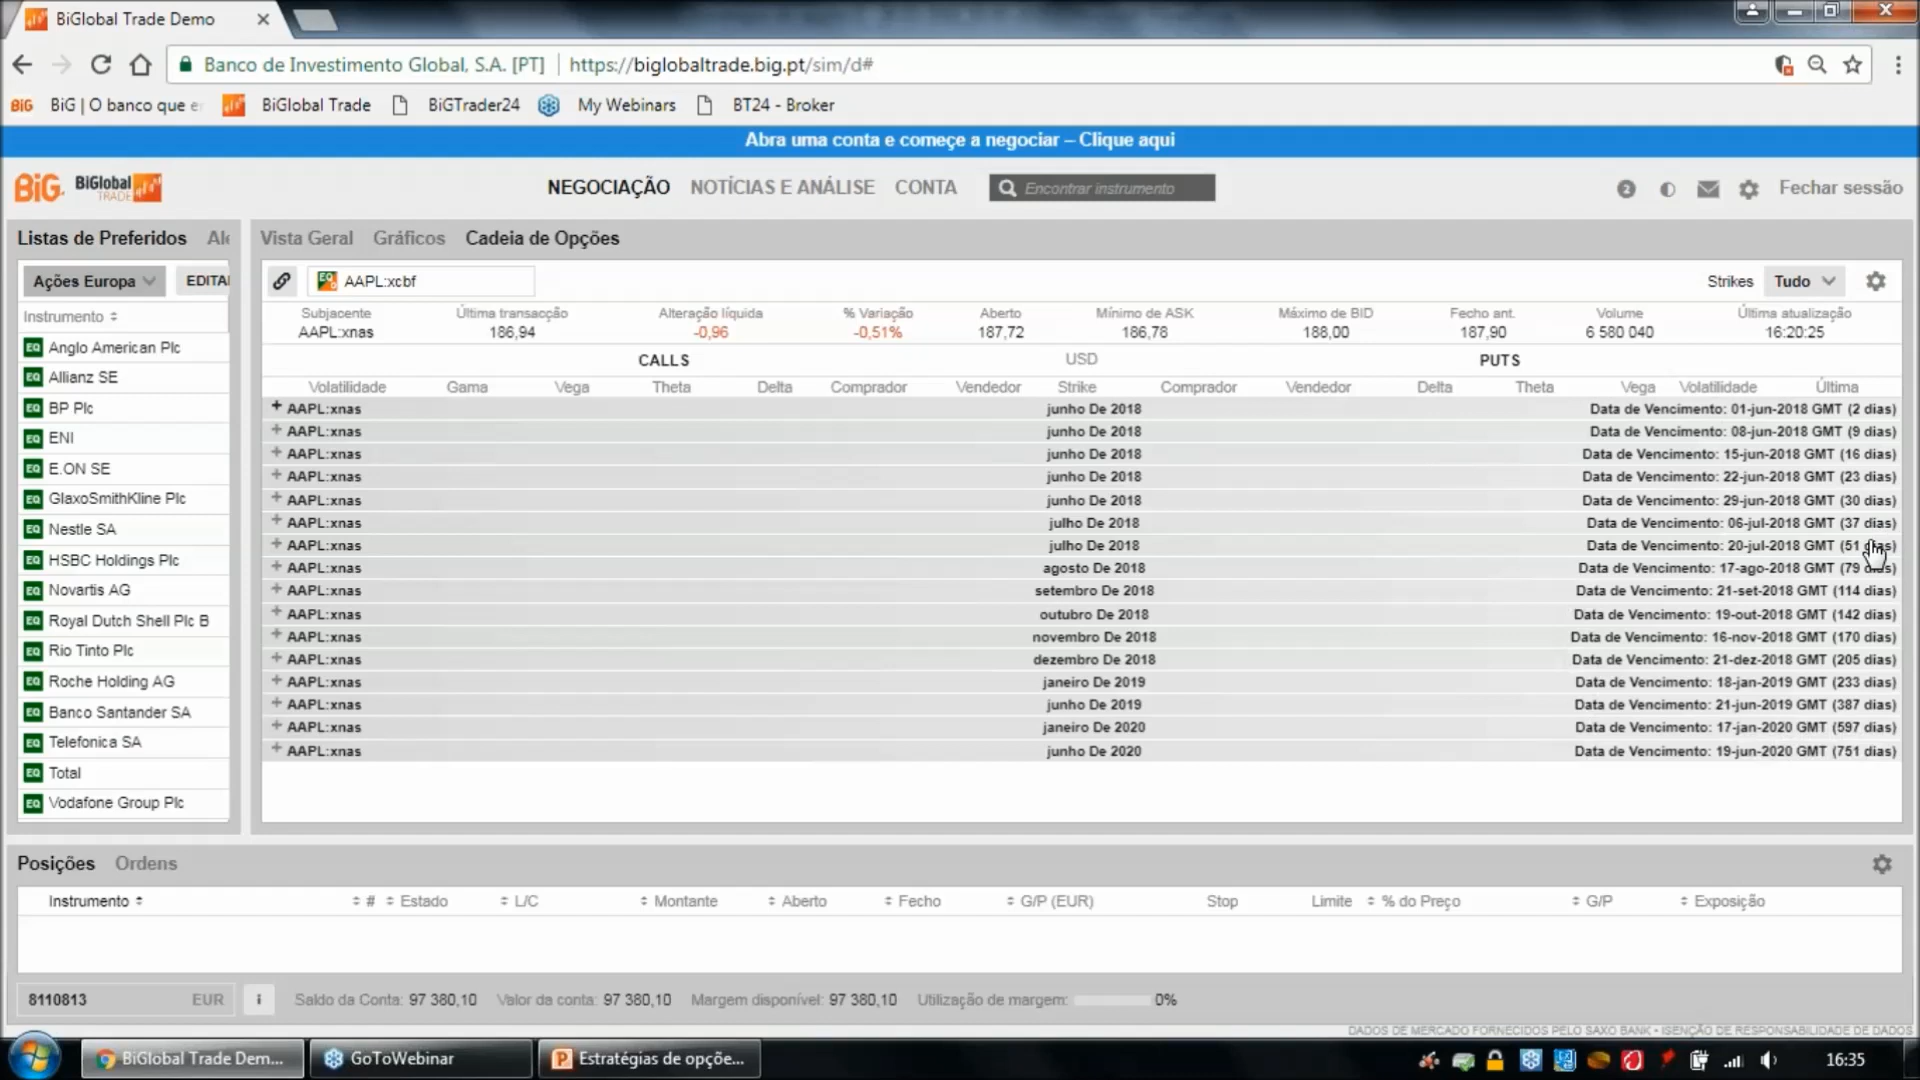 BiGlobal Trade Demo
Banco de Investimento Global, S.A. [PT] https://biglobaltrade.big.pt/sim/d#
BiG BiG | O banco que e BiGlobal Trade BiGTrader24 My Webinars BT24 - Broker
Abra uma conta e começe a negociar – Clique aqui
BiG. BiGlobal TRADE NEGOCIAÇÃO NOTÍCIAS E ANÁLISE CONTA Encontrar instrumento 2 Fechar sessão
Listas de Preferidos Ale Vista Geral Gráficos Cadeia de Opções
Ações Europa EDITA AAPL:xcbf Strikes Tudo
Instrumento
Anglo American Plc
Allianz SE
BP Plc
ENI
E.ON SE
GlaxoSmithKline Plc
Nestle SA
HSBC Holdings Plc
Novartis AG
Royal Dutch Shell Plc B
Rio Tinto Plc
Roche Holding AG
Banco Santander SA
Telefonica SA
Total
Vodafone Group Plc
Subjacente Última transacção Alteração líquida % Variação Aberto Mínimo de ASK Máximo de BID Fecho ant. Volume Última atualização
AAPL:xnas 186,94 -0,96 -0,51% 187,72 186,78 188,00 187,90 6 580 040 16:20:25
CALLS USD PUTS
Volatilidade Gama Vega Theta Delta Comprador Vendedor Strike Comprador Vendedor Delta Theta Vega Volatilidade Última
+ AAPL:xnas junho De 2018 Data de Vencimento: 01-jun-2018 GMT (2 dias)
+ AAPL:xnas junho De 2018 Data de Vencimento: 08-jun-2018 GMT (9 dias)
+ AAPL:xnas junho De 2018 Data de Vencimento: 15-jun-2018 GMT (16 dias)
+ AAPL:xnas junho De 2018 Data de Vencimento: 22-jun-2018 GMT (23 dias)
+ AAPL:xnas junho De 2018 Data de Vencimento: 29-jun-2018 GMT (30 dias)
+ AAPL:xnas julho De 2018 Data de Vencimento: 06-jul-2018 GMT (37 dias)
+ AAPL:xnas julho De 2018 Data de Vencimento: 20-jul-2018 GMT (51 dias)
+ AAPL:xnas agosto De 2018 Data de Vencimento: 17-ago-2018 GMT (79 dias)
+ AAPL:xnas setembro De 2018 Data de Vencimento: 21-set-2018 GMT (114 dias)
+ AAPL:xnas outubro De 2018 Data de Vencimento: 19-out-2018 GMT (142 dias)
+ AAPL:xnas novembro De 2018 Data de Vencimento: 16-nov-2018 GMT (170 dias)
+ AAPL:xnas dezembro De 2018 Data de Vencimento: 21-dez-2018 GMT (205 dias)
+ AAPL:xnas janeiro De 2019 Data de Vencimento: 18-jan-2019 GMT (233 dias)
+ AAPL:xnas junho De 2019 Data de Vencimento: 21-jun-2019 GMT (387 dias)
+ AAPL:xnas janeiro De 2020 Data de Vencimento: 17-jan-2020 GMT (597 dias)
+ AAPL:xnas junho De 2020 Data de Vencimento: 19-jun-2020 GMT (751 dias)
Posições Ordens
Instrumento # Estado L/C Montante Aberto Fecho G/P (EUR) Stop Limite % do Preço G/P Exposição
8110813 EUR i Saldo da Conta: 97 380,10 Valor da conta: 97 380,10 Margem disponível: 97 380,10 Utilização de margem: 0%
DADOS DE MERCADO FORNECIDOS PELO SAXO BANK • ISENÇÃO DE RESPONSABILIDADE DE DADOS
BiGlobal Trade Dem... GoToWebinar Estratégias de opçõe... 16:35